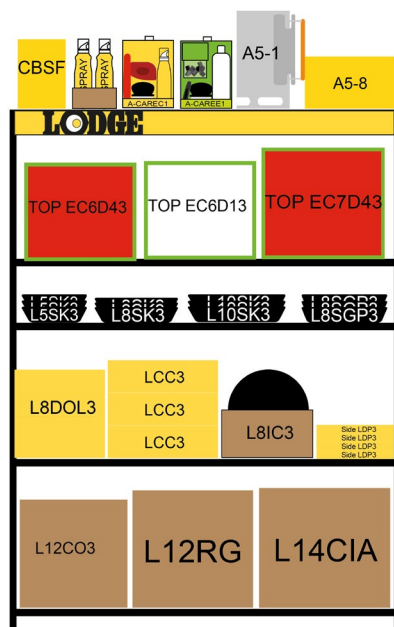 CBSF
SPRAY
SPRAY
A-CAREC1
A-CAREE1
A5-1
A5-8
LODGE
TOP EC6D43
TOP EC6D13
TOP EC7D43
L5SK3
L8SK3
L10SK3
L8SGP3
L8DOL3
LCC3
LCC3
LCC3
L8IC3
Side LDP3
Side LDP3
Side LDP3
Side LDP3
L12CO3
L12RG
L14CIA